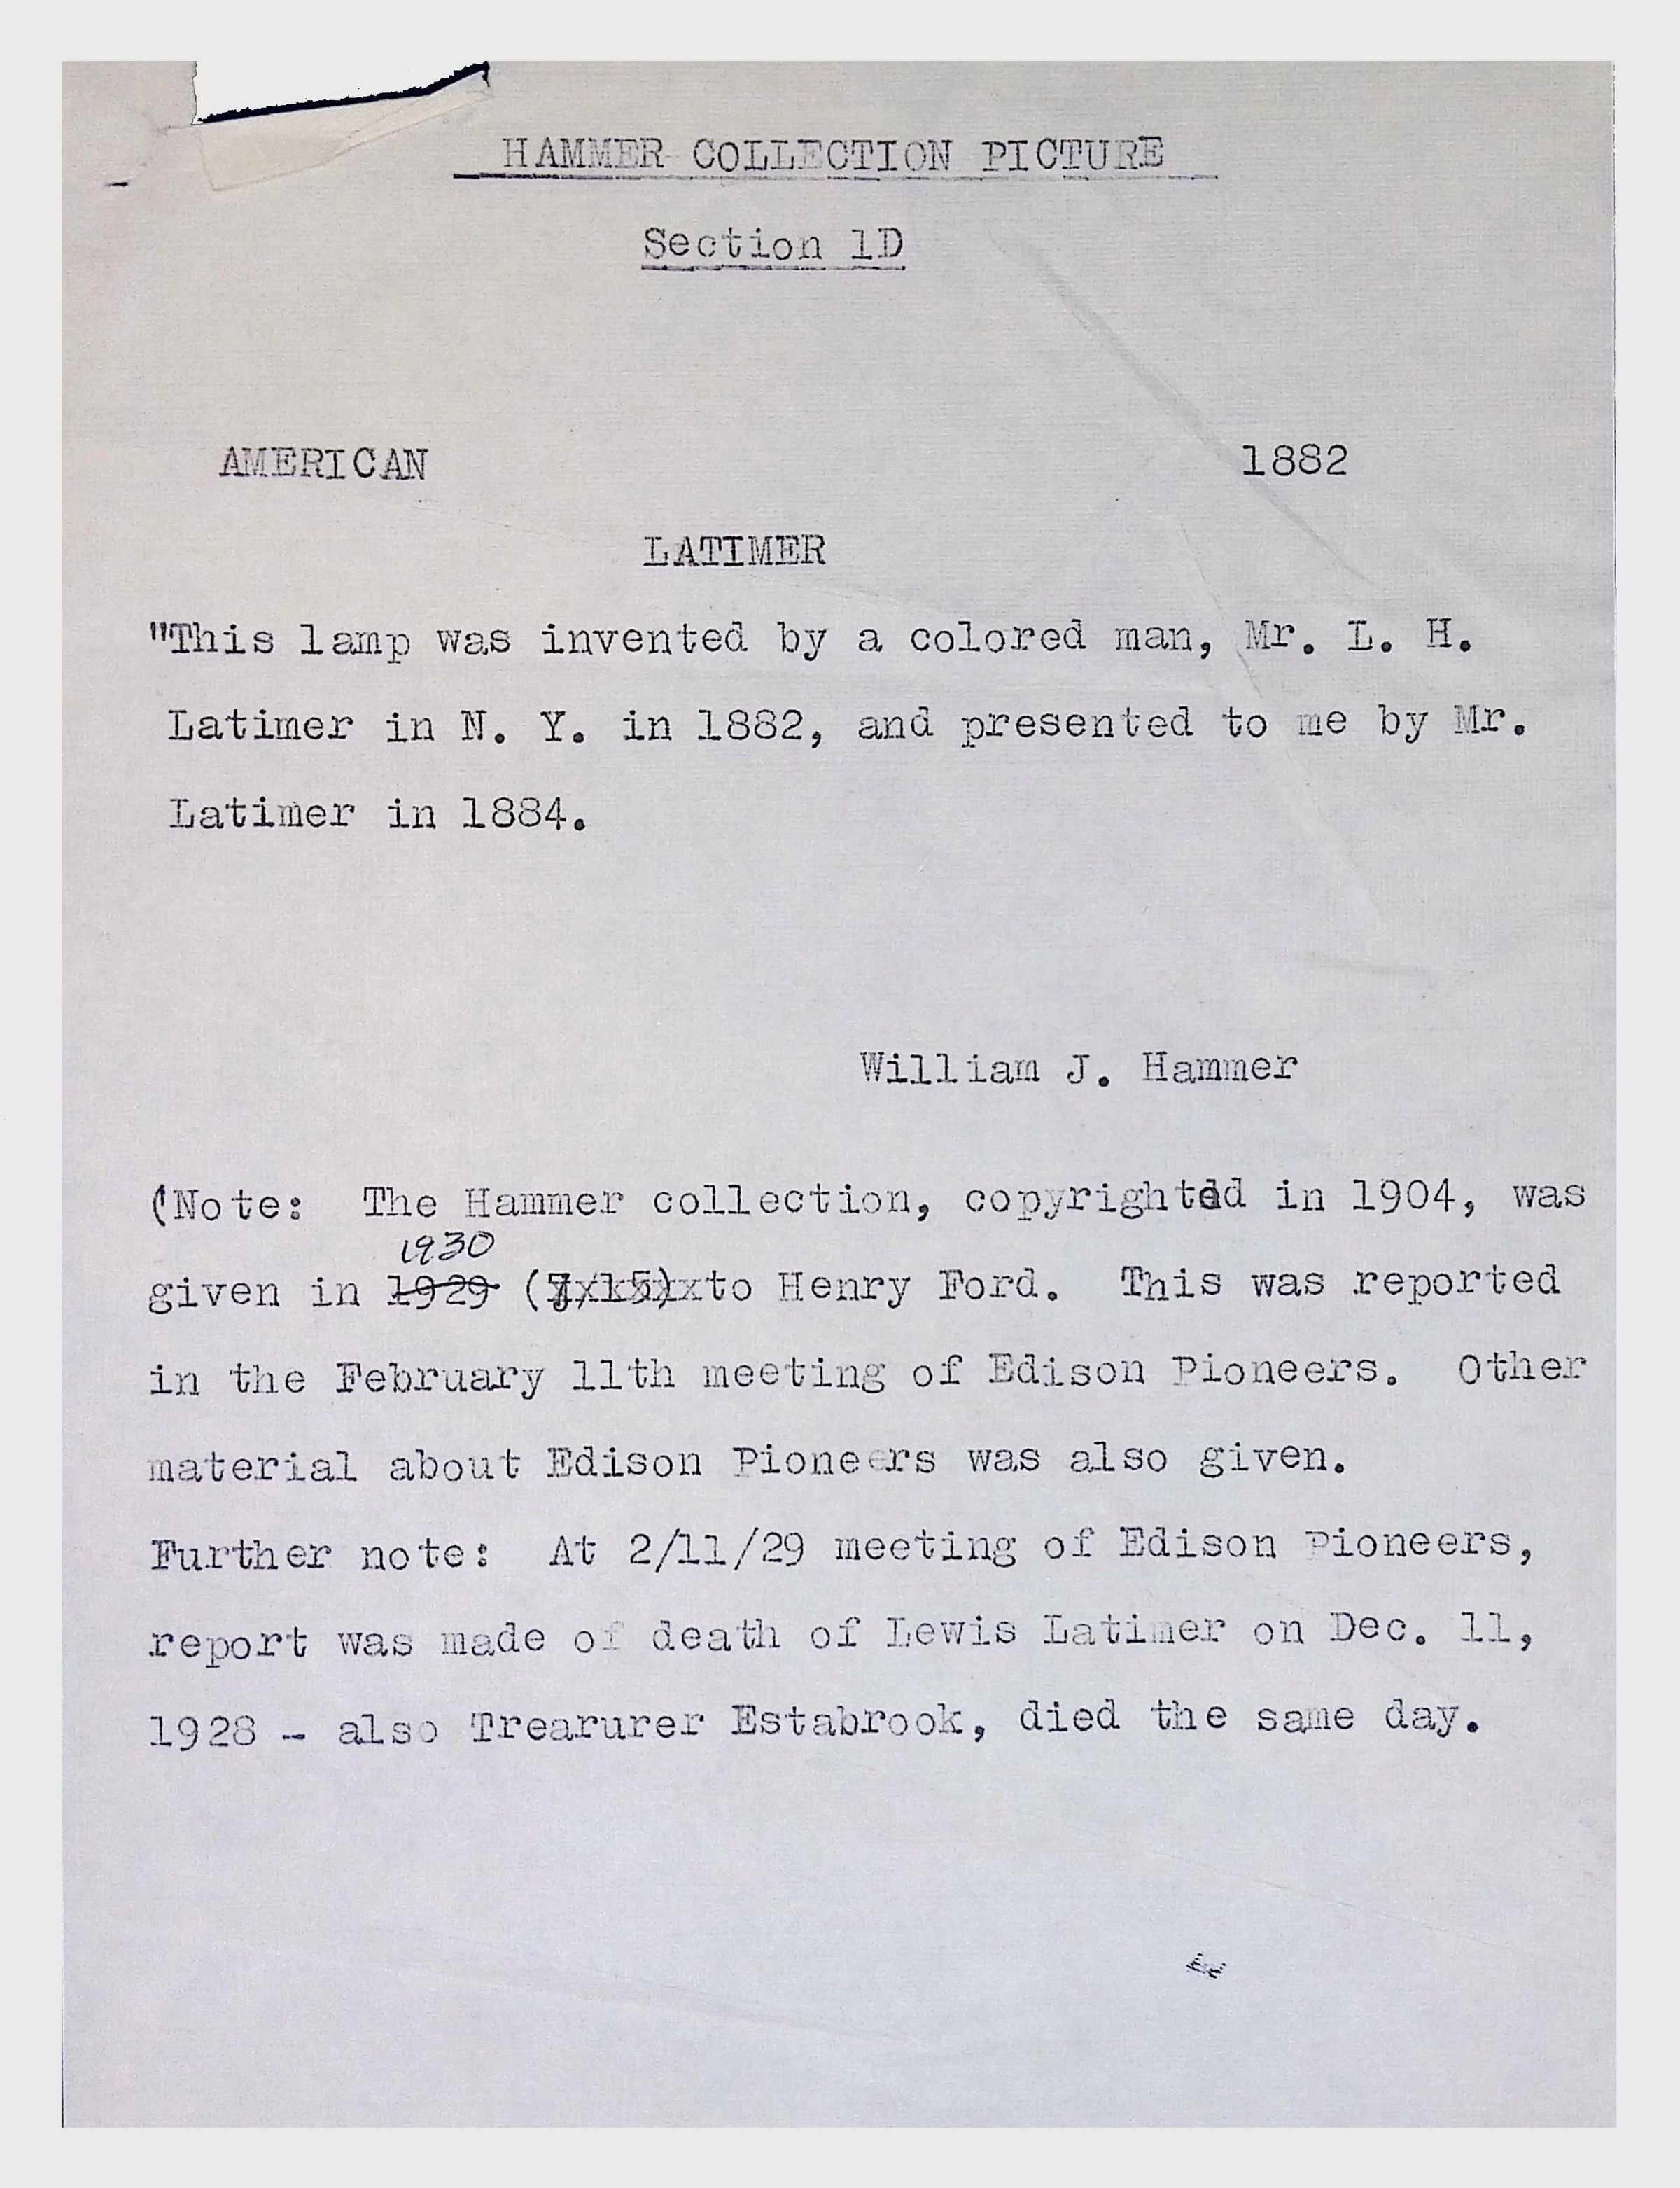 HAMMER COLLECTION PICTURE
Section 1D
AMERICAN 1882
LATIMER
"This lamp was invented by a colored man, Mr. L. H.
Latimer in N. Y. in 1882, and presented to me by Mr.
Latimer in 1884.
William J. Hammer
(Note: The Hammer collection, copyrighted in 1904, was
1930
given in 1929 ( to Henry Ford. This was reported
in the February 11th meeting of Edison Pioneers. Other
material about Edison Pioneers was also given.
Further note: At 2/11/29 meeting of Edison Pioneers,
report was made of death of Lewis Latimer on Dec. 11,
1928 - also Trearurer Estabrook, died the same day.